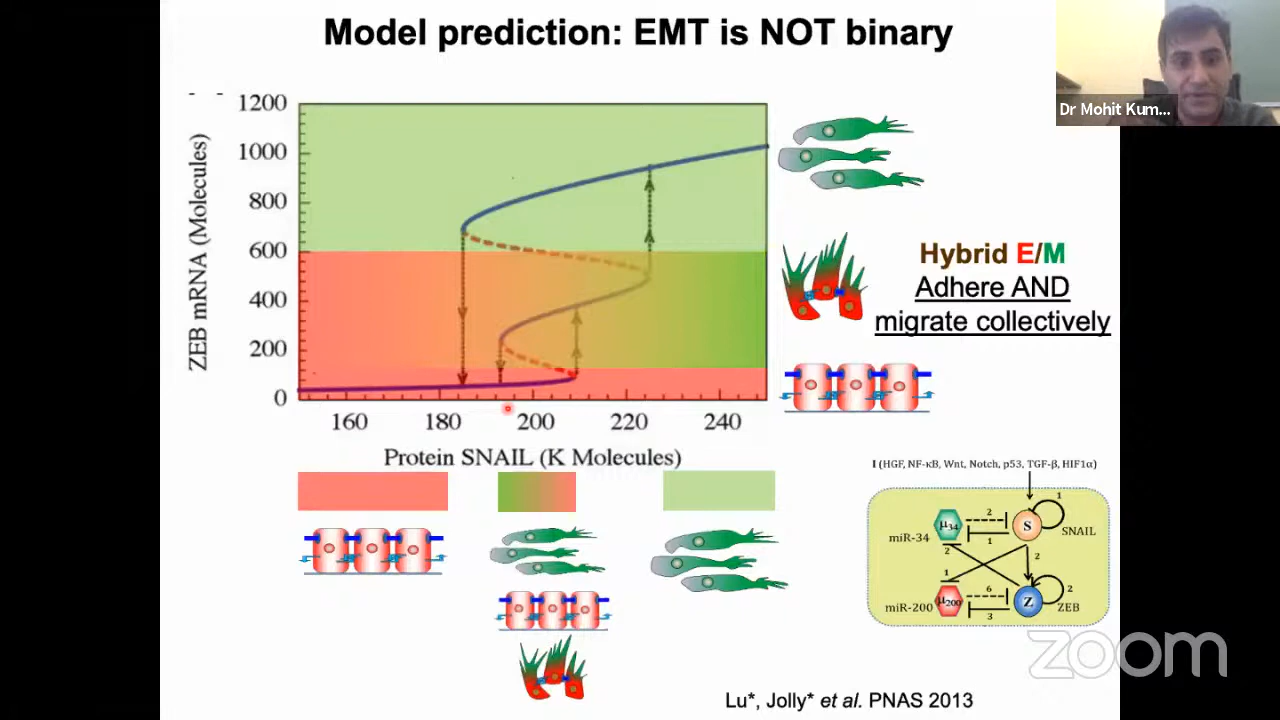 Model prediction: EMT is NOT binary
Dr Mohit Kum...
ZEB mRNA (Molecules)
1200
1000
800
600
400
200
0
160 180 200 220 240
Protein SNAIL (K Molecules)
Hybrid E/M
Adhere AND
migrate collectively
I (HGF, NF-κB, Wnt, Notch, p53, TGF-β, HIF1α)
miR-34
μ34
2
1
S
1
SNAIL
2
1
2
miR-200
μ200
6
3
Z
2
ZEB
zoom
Lu*, Jolly* et al. PNAS 2013